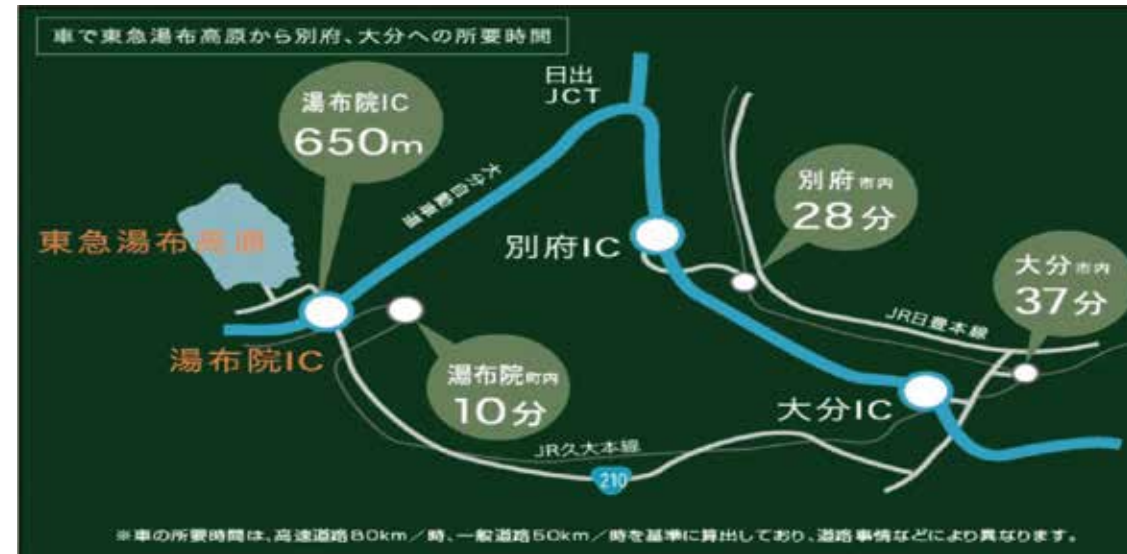 車で東急湯布高原から別府、大分への所要時間
日出
JCT
湯布院IC
650m
大分自動車道
別府市内
28分
東急湯布高原
別府IC
大分市内
37分
JR日豊本線
湯布院IC
湯布院町内
10分
大分IC
JR久大本線
210
※車の所要時間は、高速道路80km/時、一般道路50km/時を基準に算出しており、道路事情などにより異なります。